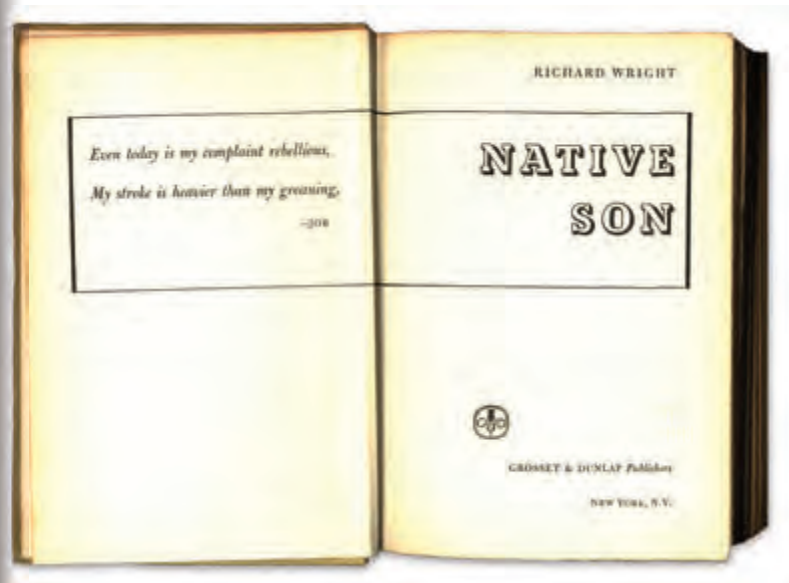 Even today is my complaint rebellious,
My stroke is heavier than my groaning,
—JOB
RICHARD WRIGHT
NATIVE
SON
GROSSET & DUNLAP Publishers
NEW YORK, N.Y.